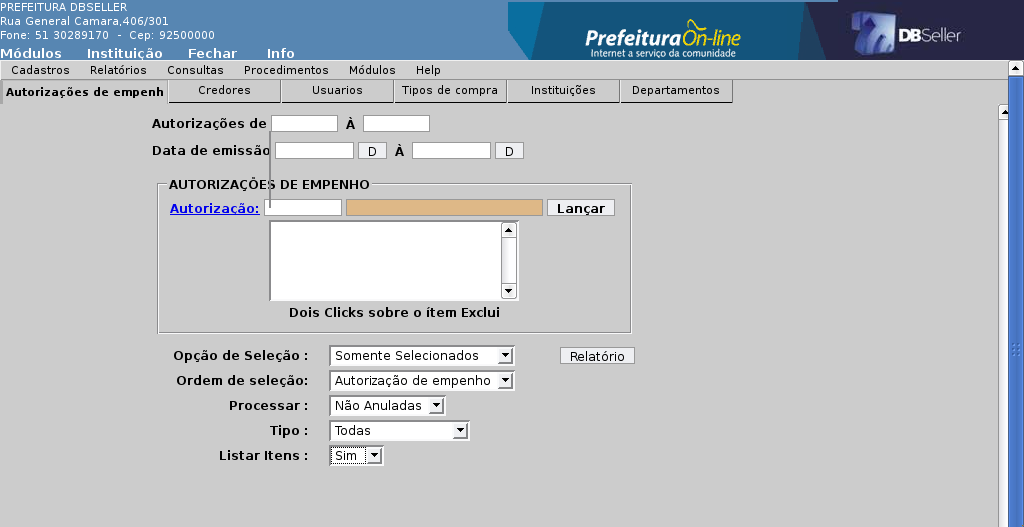 PREFEITURA DBSELLER
Rua General Camara,406/301
Fone: 51 30289170 - Cep: 92500000
Prefeitura On-line
Internet a serviço da comunidade
DBSeller
Módulos Instituição Fechar Info
Cadastros Relatórios Consultas Procedimentos Módulos Help
Autorizações de empenh Credores Usuarios Tipos de compra Instituições Departamentos
Autorizações de À
Data de emissão D À D
AUTORIZAÇÕES DE EMPENHO
Autorização: Lançar
Dois Clicks sobre o ítem Exclui
Opção de Seleção : Somente Selecionados Relatório
Ordem de seleção: Autorização de empenho
Processar : Não Anuladas
Tipo : Todas
Listar Itens : Sim